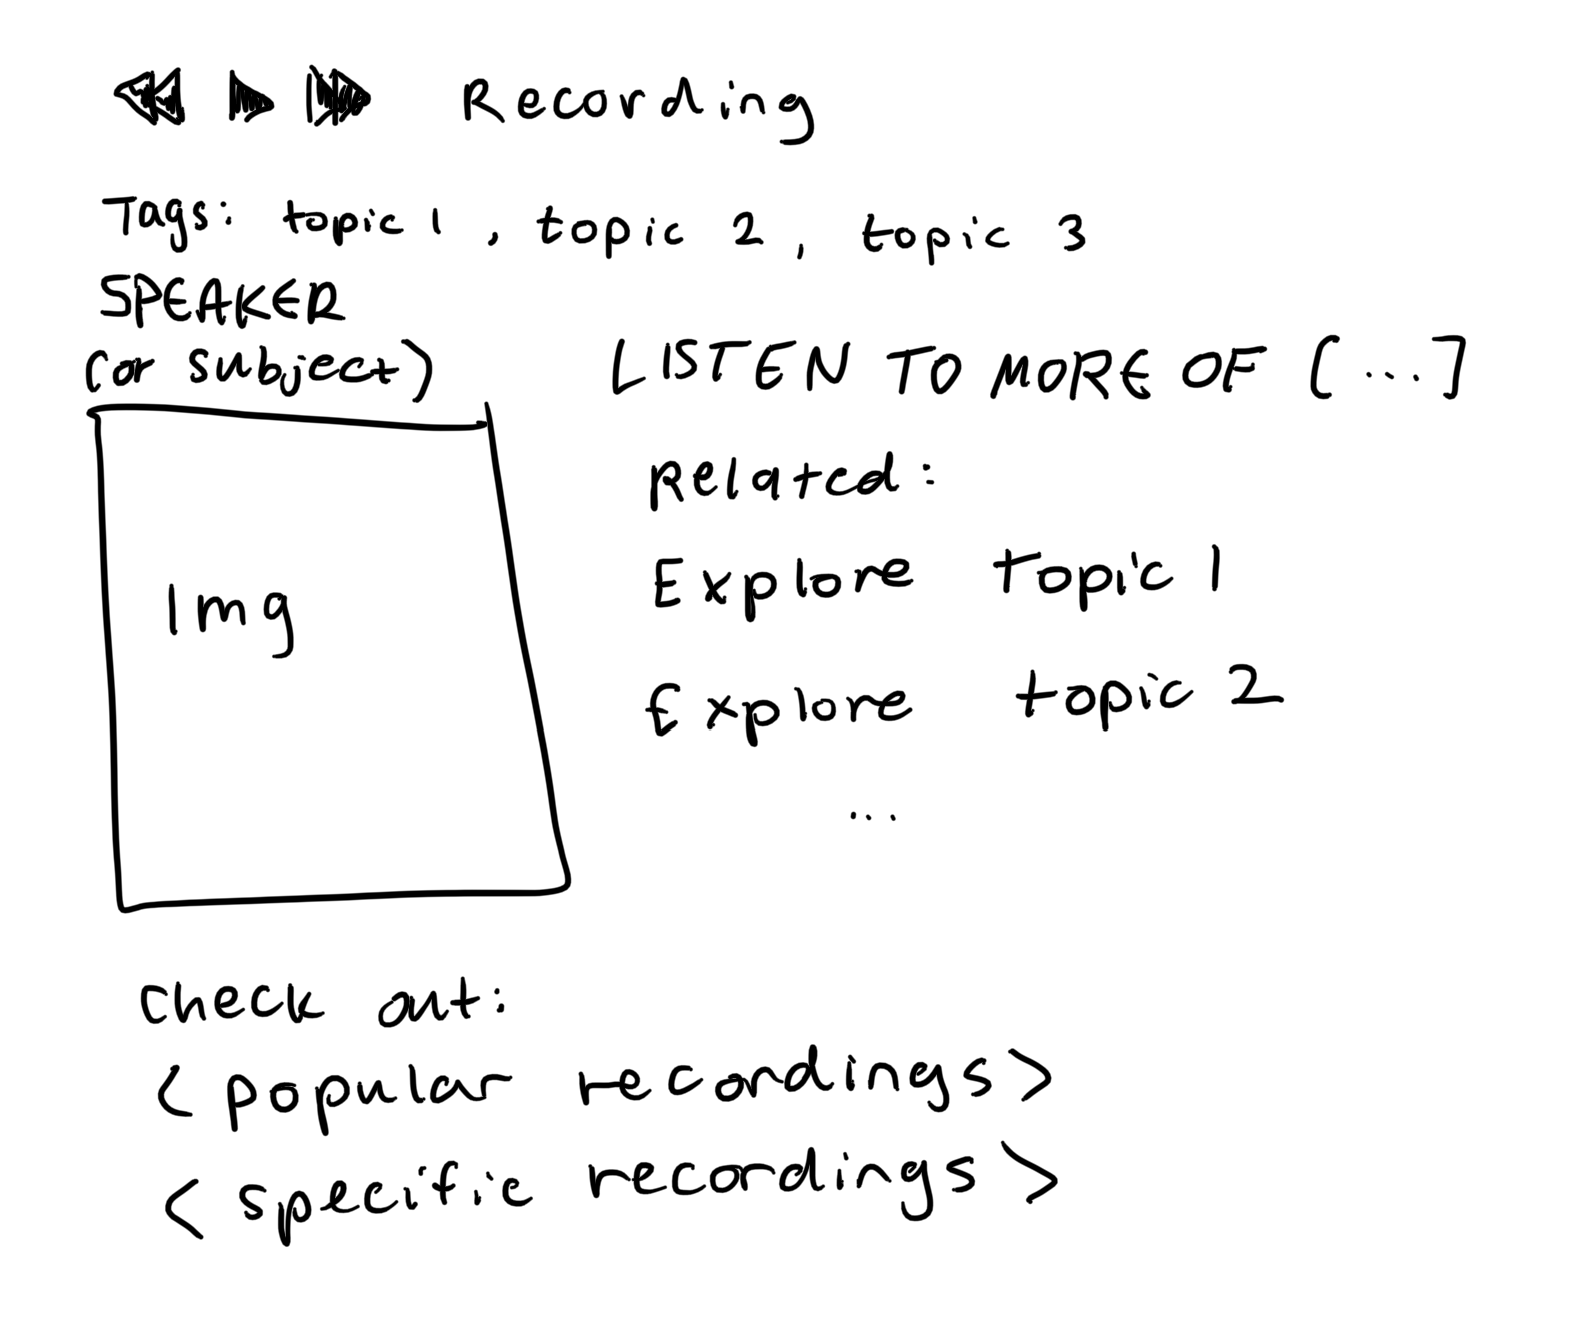 Recording
Tags: topic 1, topic 2, topic 3
SPEAKER
(or subject)
LISTEN TO MORE OF [...]
Related:
Explore topic 1
Explore topic 2
...
Img
Check out:
<popular recordings>
<specific recordings>